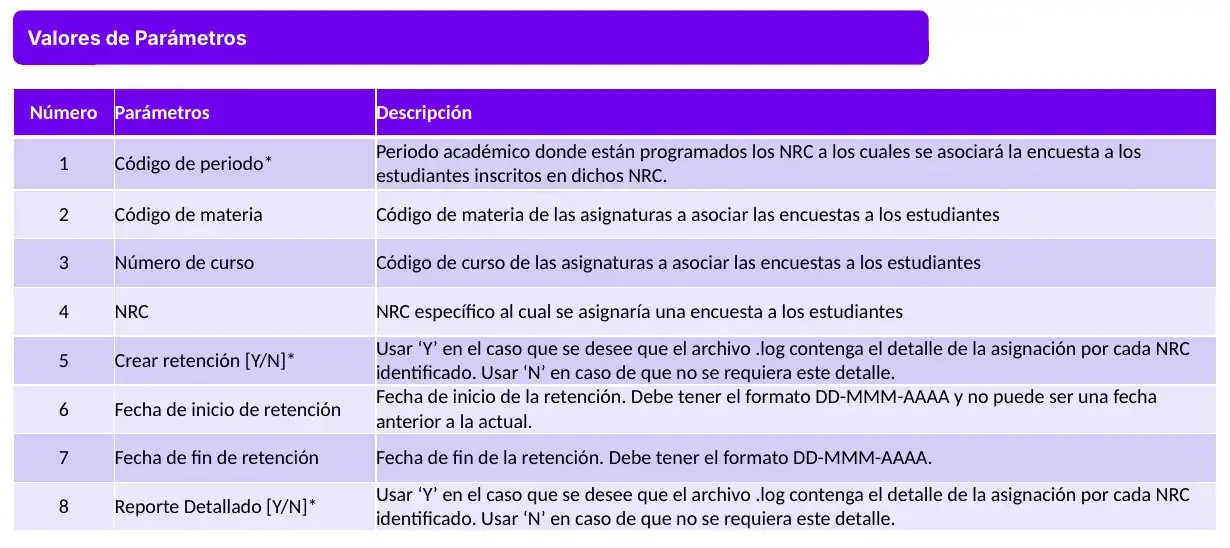 Valores de Parámetros
Número Parámetros Descripción
1 Código de periodo* Periodo académico donde están programados los NRC a los cuales se asociará la encuesta a los
estudiantes inscritos en dichos NRC.
2 Código de materia Código de materia de las asignaturas a asociar las encuestas a los estudiantes
3 Número de curso Código de curso de las asignaturas a asociar las encuestas a los estudiantes
4 NRC NRC específico al cual se asignaría una encuesta a los estudiantes
5 Crear retención [Y/N]* Usar ‘Y’ en el caso que se desee que el archivo .log contenga el detalle de la asignación por cada NRC
identificado. Usar ‘N’ en caso de que no se requiera este detalle.
6 Fecha de inicio de retención Fecha de inicio de la retención. Debe tener el formato DD-MMM-AAAA y no puede ser una fecha
anterior a la actual.
7 Fecha de fin de retención Fecha de fin de la retención. Debe tener el formato DD-MMM-AAAA.
8 Reporte Detallado [Y/N]* Usar ‘Y’ en el caso que se desee que el archivo .log contenga el detalle de la asignación por cada NRC
identificado. Usar ‘N’ en caso de que no se requiera este detalle.